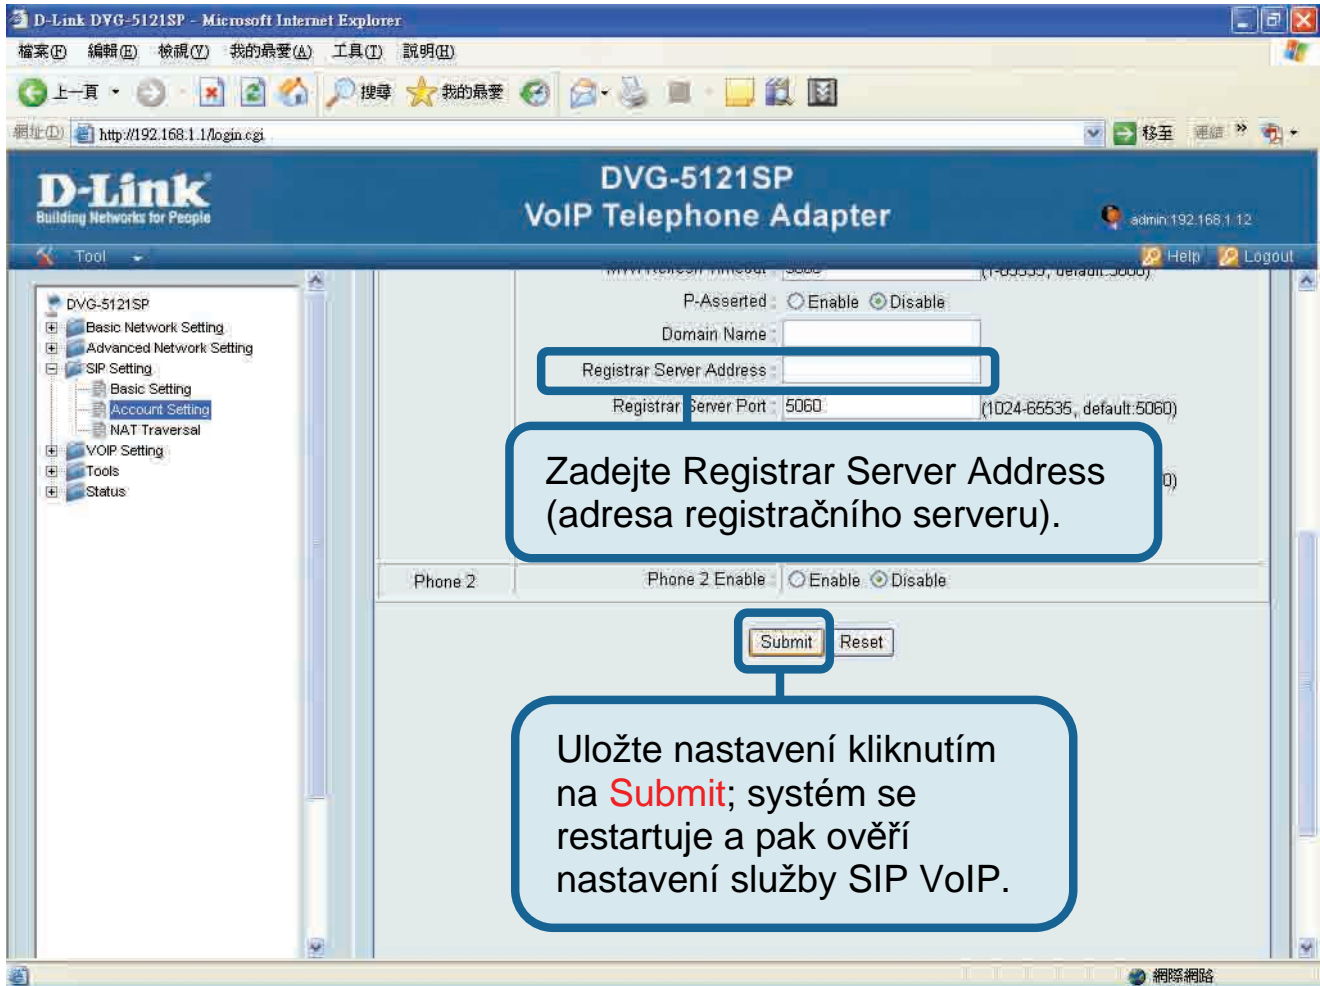 D-Link DVG-5121SP - Microsoft Internet Explorer
檔案(F) 編輯(E) 檢視(V) 我的最愛(A) 工具(T) 說明(H)
上一頁 搜尋 我的最愛
網址(D) http://192.168.1.1/login.cgi 移至 連結 »
D-Link
Building Networks for People
DVG-5121SP
VoIP Telephone Adapter
admin:192.168.1.12
Tool Help Logout
DVG-5121SP
Basic Network Setting
Advanced Network Setting
SIP Setting
Basic Setting
Account Setting
NAT Traversal
VOIP Setting
Tools
Status
P-Asserted : Enable Disable
Domain Name :
Registrar Server Address :
Registrar Server Port : 5060 (1024-65535, default:5060)
Zadejte Registrar Server Address
(adresa registračního serveru).
0)
Phone 2 Phone 2 Enable : Enable Disable
Submit Reset
Uložte nastavení kliknutím
na Submit; systém se
restartuje a pak ověří
nastavení služby SIP VoIP.
網際網路